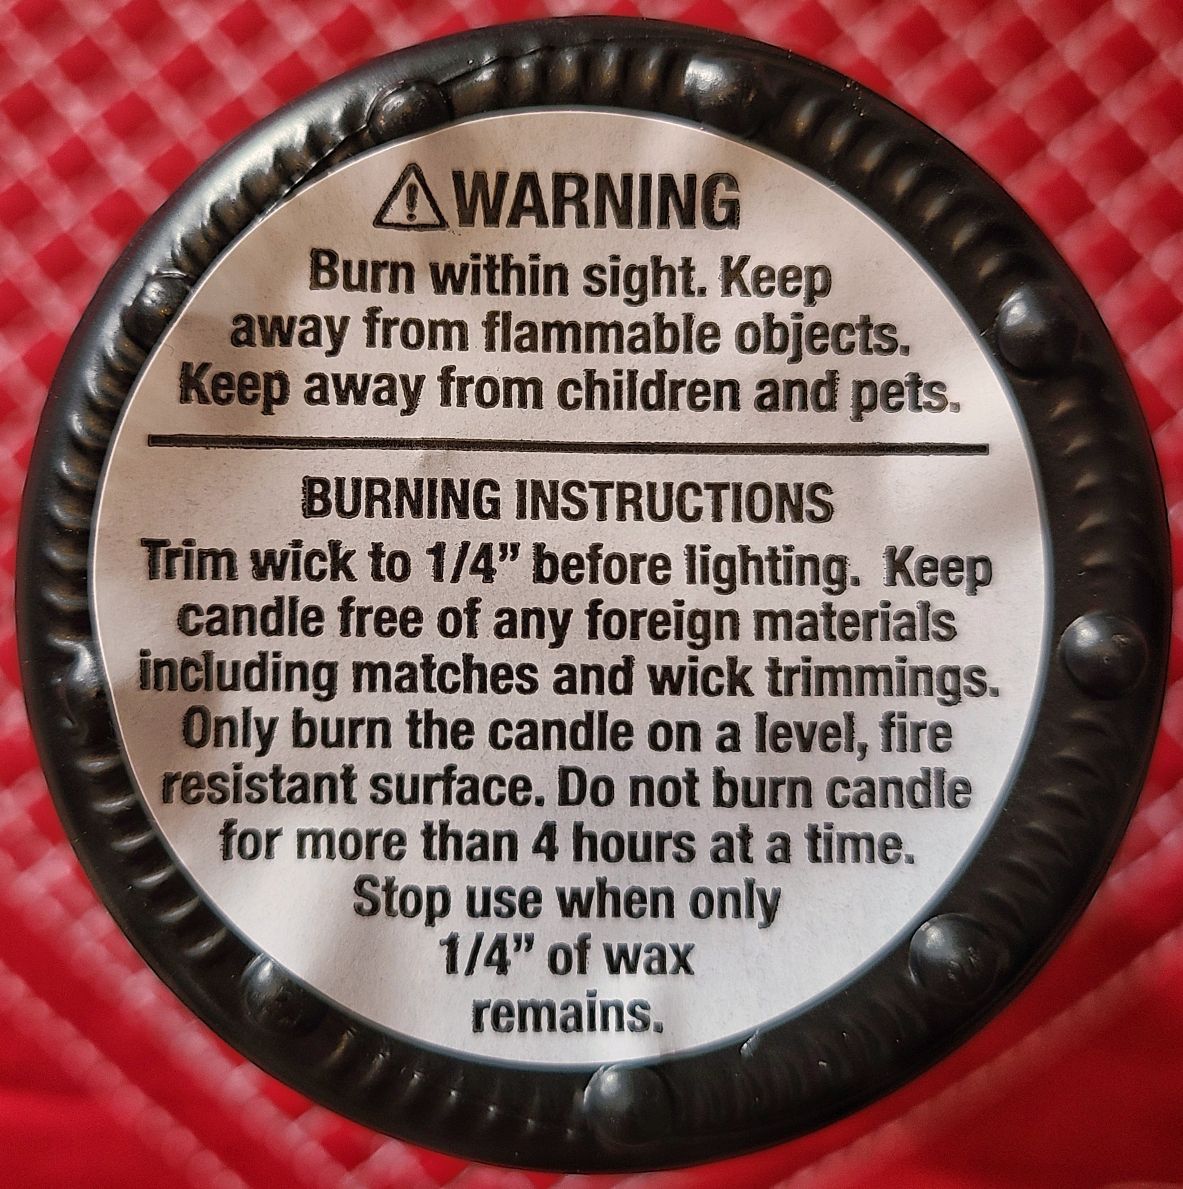 ⚠WARNING
Burn within sight. Keep
away from flammable objects.
Keep away from children and pets.
BURNING INSTRUCTIONS
Trim wick to 1/4” before lighting. Keep
candle free of any foreign materials
including matches and wick trimmings.
Only burn the candle on a level, fire
resistant surface. Do not burn candle
for more than 4 hours at a time.
Stop use when only
1/4” of wax
remains.